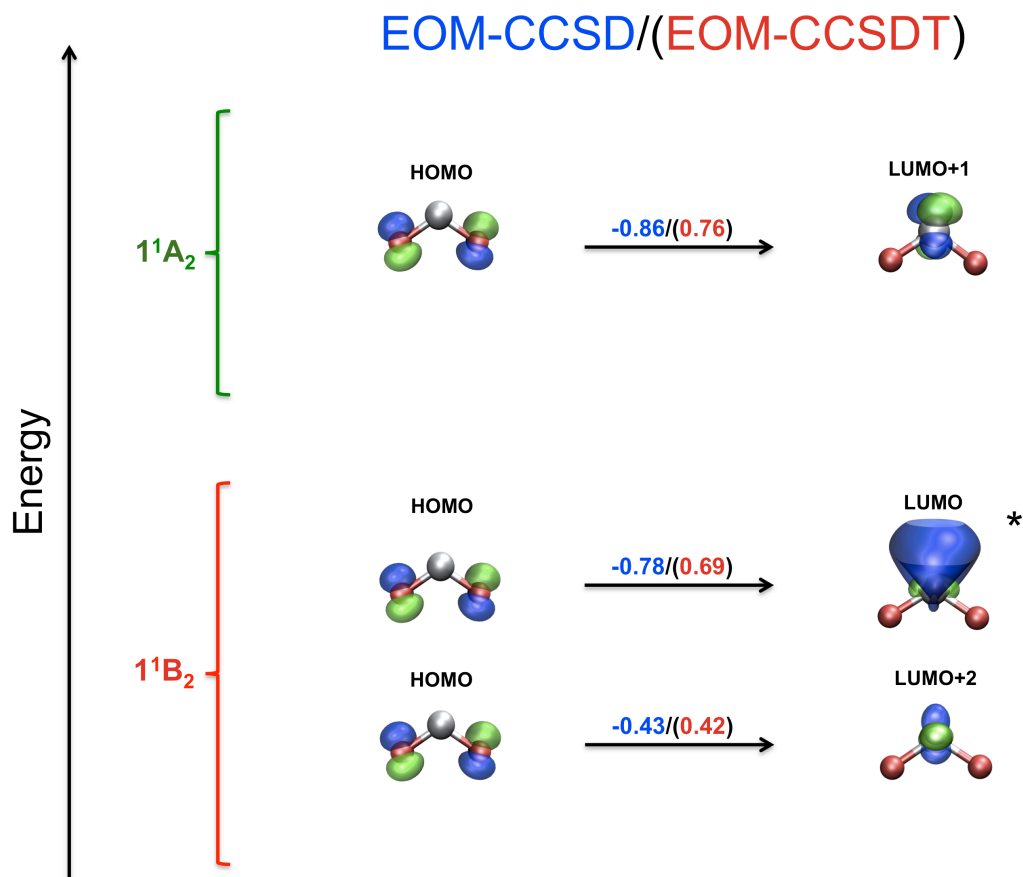 EOM-CCSD/(EOM-CCSDT)
HOMO
LUMO+1
-0.86/(0.76)
1¹A₂
Energy
HOMO
LUMO
*
-0.78/(0.69)
1¹B₂
HOMO
LUMO+2
-0.43/(0.42)